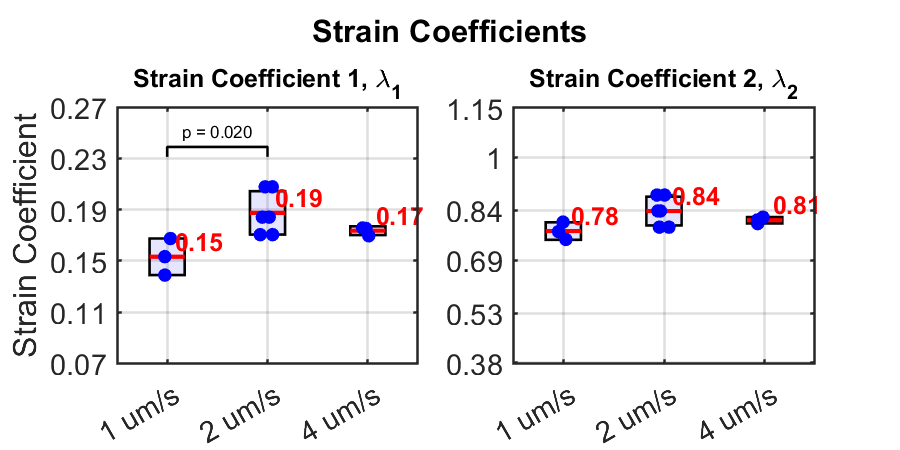 Strain Coefficients
Strain Coefficient 1, λ1
Strain Coefficient
0.27
0.23
0.19
0.15
0.11
0.07
p = 0.020
0.15
0.19
0.17
1 um/s
2 um/s
4 um/s
Strain Coefficient 2, λ2
1.15
1
0.84
0.69
0.53
0.38
0.78
0.84
0.81
1 um/s
2 um/s
4 um/s